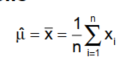 μ̂ = x̄ = 1/n ∑_{i=1}^{n} x_i